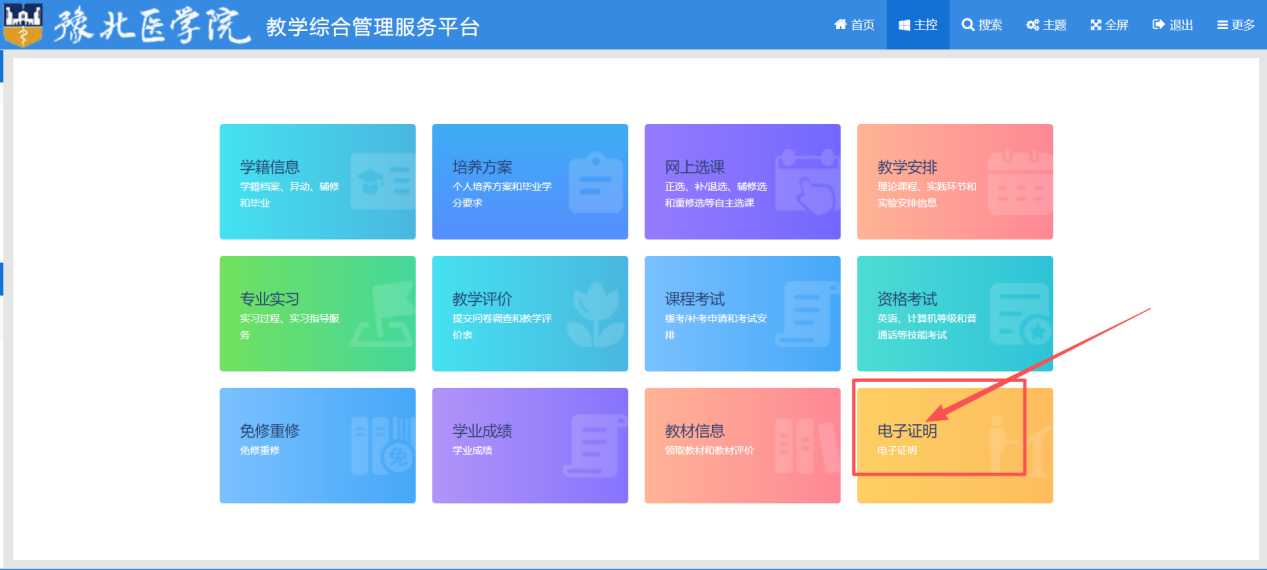 豫北医学院 教学综合管理服务平台 首页 主控 搜索 主题 全屏 退出 更多
学籍信息
学籍档案、异动、辅修
和毕业
培养方案
个人培养方案和毕业学
分要求
网上选课
正选、补/退选、辅修选
和重修选等自主选课
教学安排
理论课程、实践环节和
实验安排信息
专业实习
实习过程、实习指导服
务
教学评价
提交问卷调查和教学评
价表
课程考试
缓考/补考申请和考试安
排
资格考试
英语、计算机等级和普
通话等技能考试
免修重修
免修重修
免
学业成绩
学业成绩
教材信息
领取教材和教材评价
电子证明
电子证明